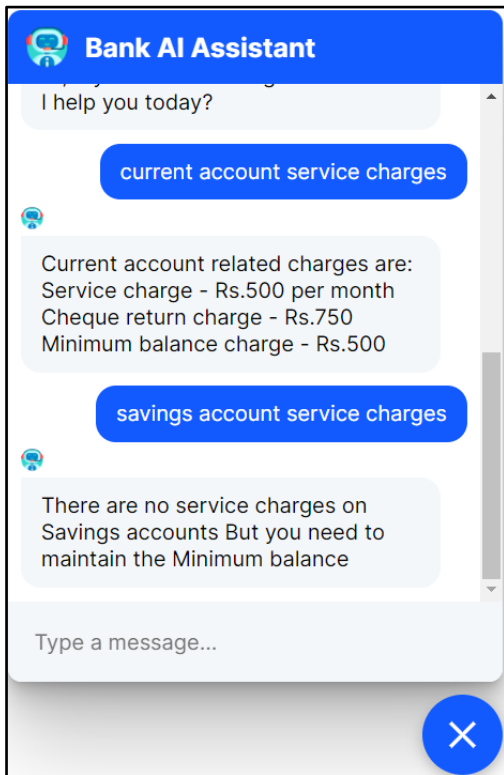 Bank AI Assistant
I help you today?
current account service charges
Current account related charges are:
Service charge - Rs.500 per month
Cheque return charge - Rs.750
Minimum balance charge - Rs.500
savings account service charges
There are no service charges on
Savings accounts But you need to
maintain the Minimum balance
Type a message...